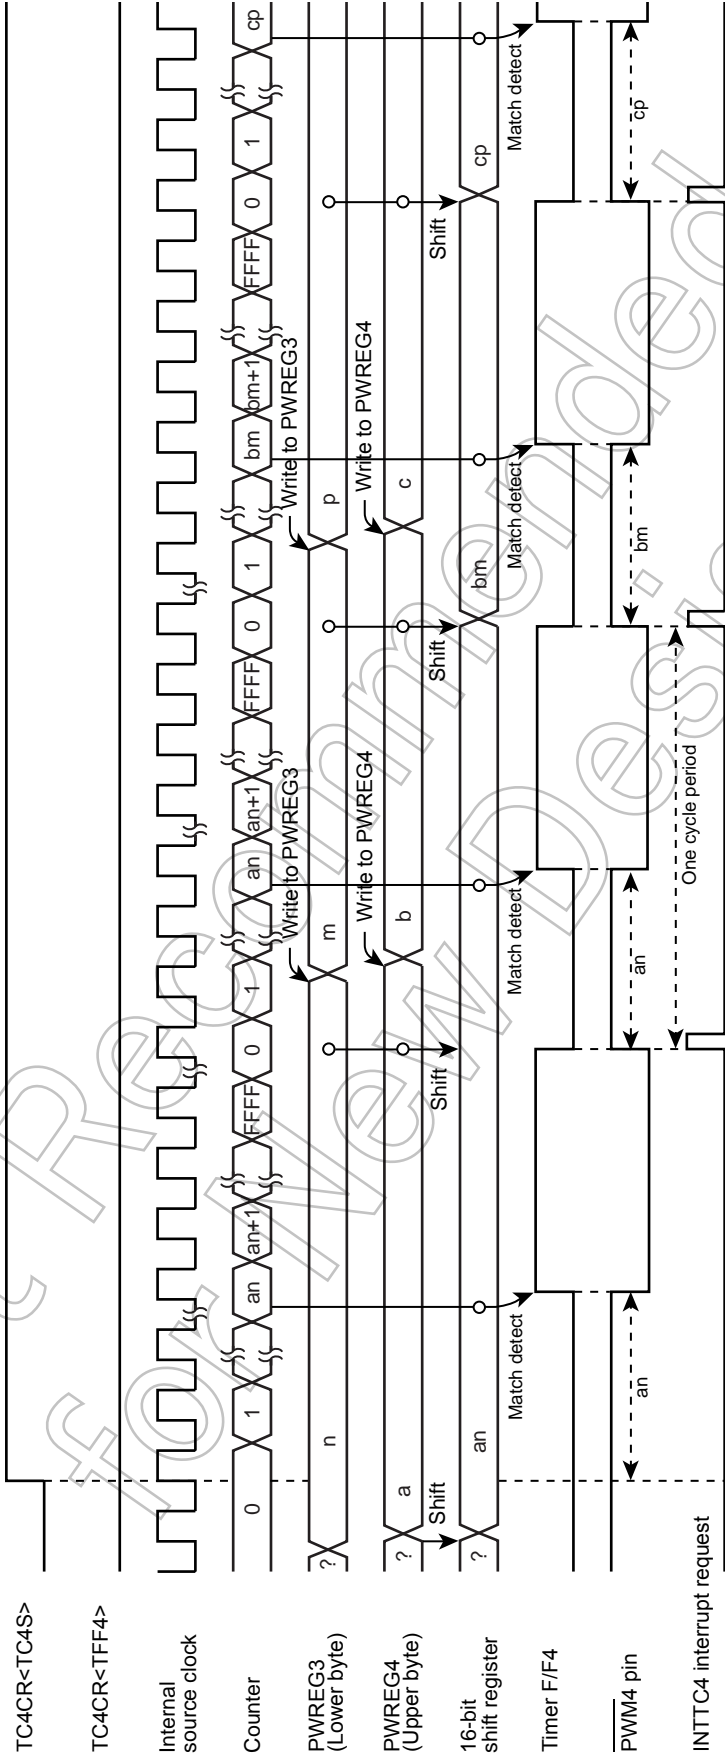 TC4CR<TC4S>
TC4CR<TFF4>
Internal
source clock
Counter
0 1 an an+1 FFFF 0 1 an an+1 FFFF 0 1 bm bm+1 FFFF 0 1 cp
Write to PWREG3
Write to PWREG3
PWREG3
(Lower byte)
? n m p
Write to PWREG4
Write to PWREG4
PWREG4
(Upper byte)
? a b c
Shift
Shift
Shift
Shift
16-bit
shift register
? an bm cp
Match detect
Match detect
Match detect
Match detect
Timer F/F4
PWM4 pin
an an bm cp
One cycle period
INTTC4 interrupt request
t Recommended
for New Desi